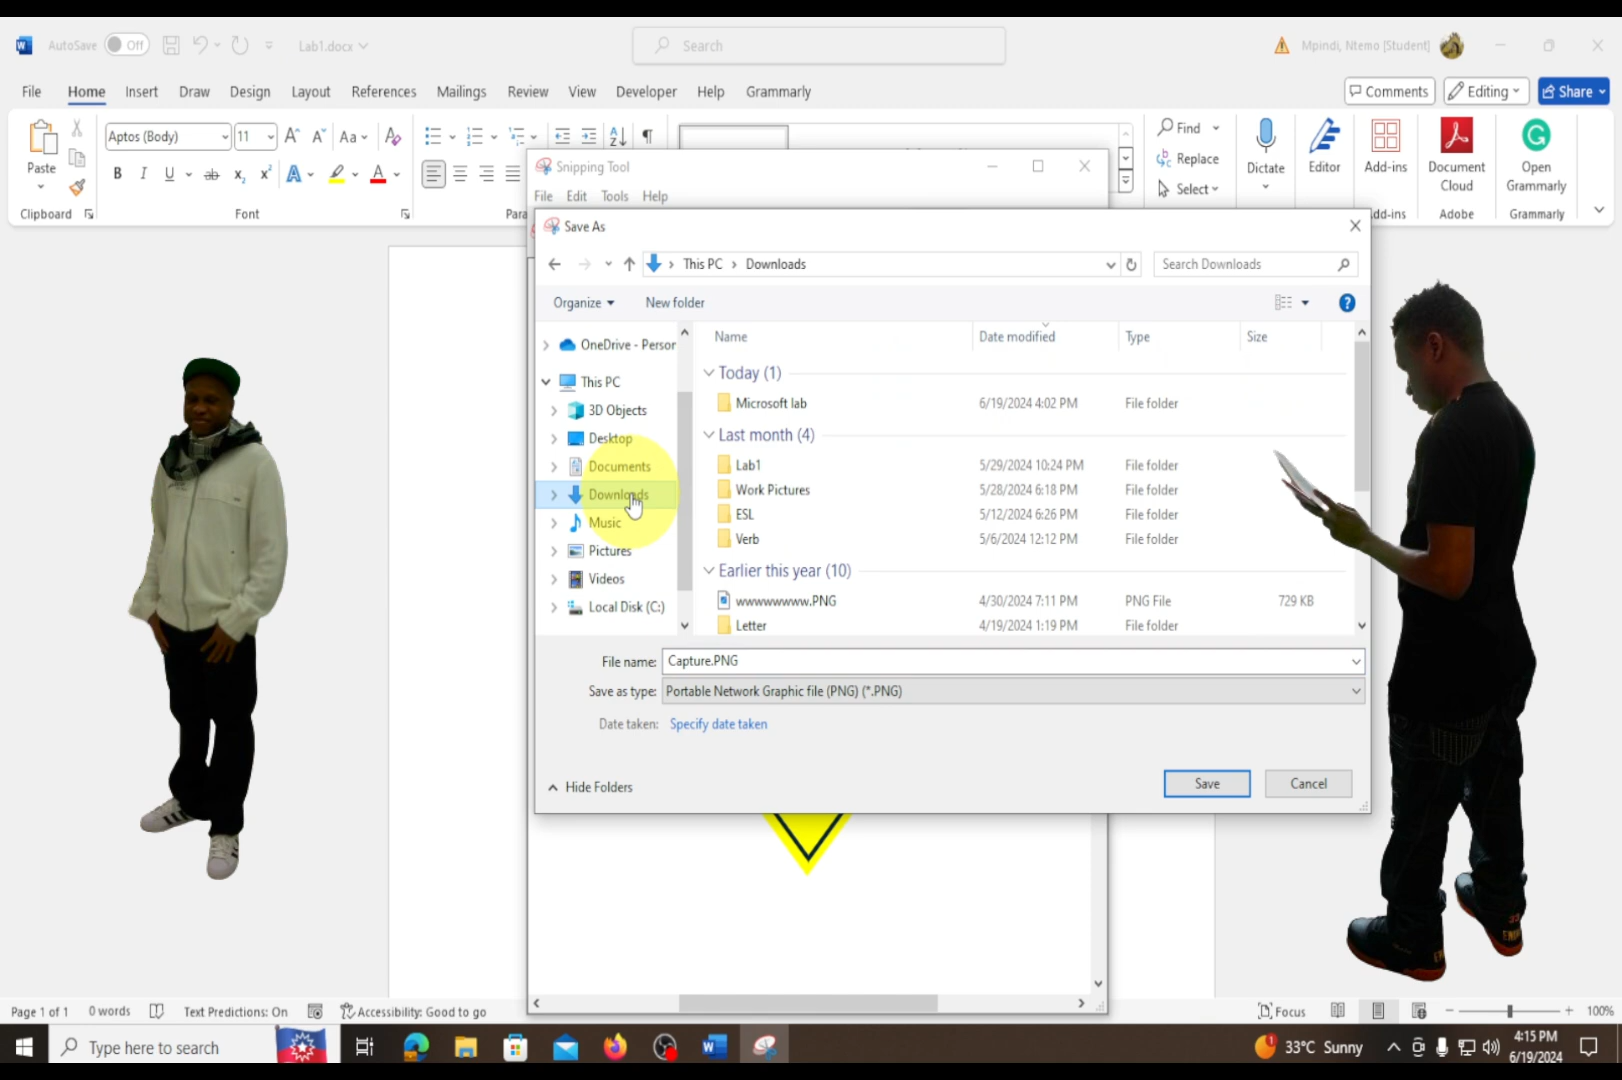 AutoSave Off Lab1.docx Search Mpindi, Ntemo [Student]
File Home Insert Draw Design Layout References Mailings Review View Developer Help Grammarly Comments Editing Share
Aptos (Body) 11 Aa Find
Paste B I U ab x x A A Replace Dictate Editor Add-ins Document Cloud Open Grammarly
Select
Clipboard Font Adobe Grammarly
Snipping Tool
File Edit Tools Help
Save As
This PC > Downloads Search Downloads
Organize New folder
OneDrive - Person
This PC
3D Objects
Desktop
Documents
Downloads
Music
Pictures
Videos
Local Disk (C:)
Name Date modified Type Size
Today (1)
Microsoft lab 6/19/2024 4:02 PM File folder
Last month (4)
Lab1 5/29/2024 10:24 PM File folder
Work Pictures 5/28/2024 6:18 PM File folder
ESL 5/12/2024 6:26 PM File folder
Verb 5/6/2024 12:12 PM File folder
Earlier this year (10)
wwwwwwww.PNG 4/30/2024 7:11 PM PNG File 729 KB
Letter 4/19/2024 1:19 PM File folder
File name: Capture.PNG
Save as type: Portable Network Graphic file (PNG) (*.PNG)
Date taken: Specify date taken
Hide Folders Save Cancel
Page 1 of 1 0 words Text Predictions: On Accessibility: Good to go Focus 100%
Type here to search 33°C Sunny 4:15 PM
6/19/2024